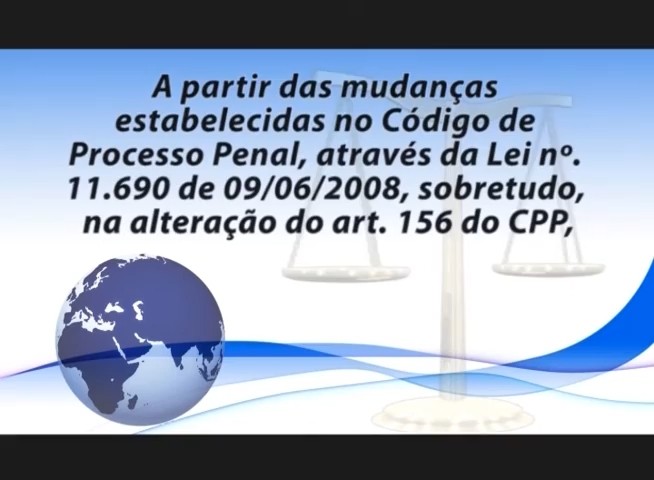 A partir das mudanças
estabelecidas no Código de
Processo Penal, através da Lei nº.
11.690 de 09/06/2008, sobretudo,
na alteração do art. 156 do CPP,